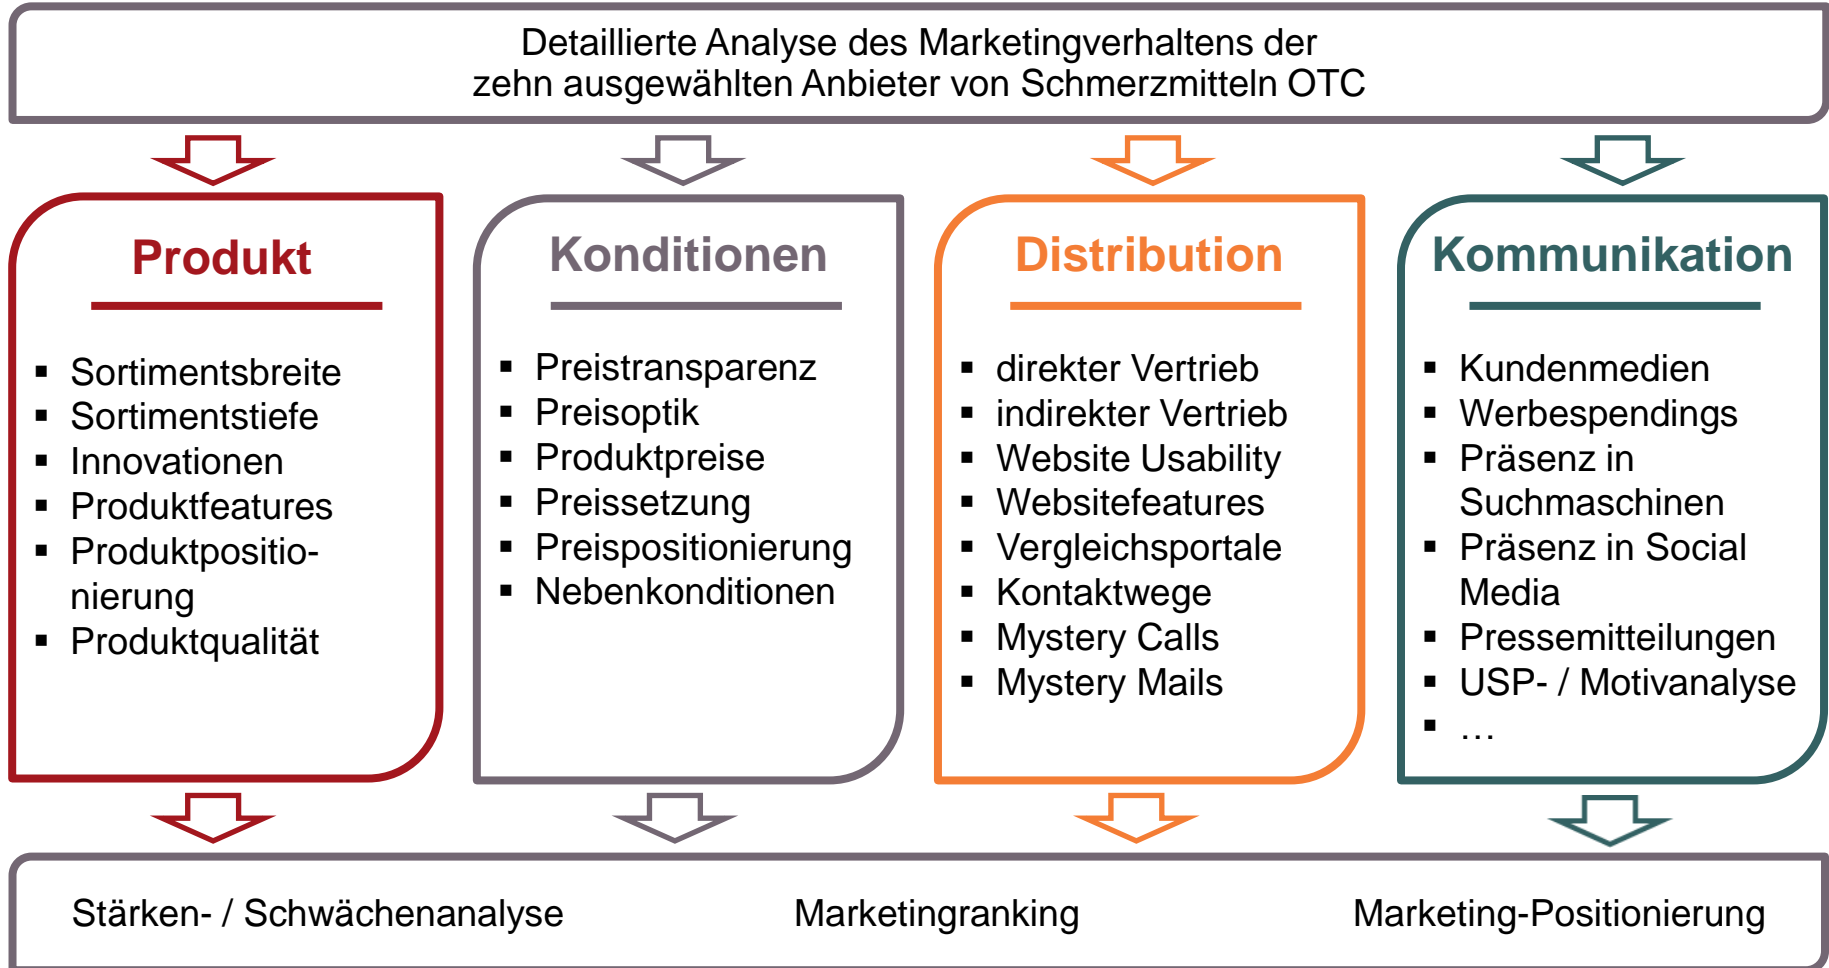 Detaillierte Analyse des Marketingverhaltens der
zehn ausgewählten Anbieter von Schmerzmitteln OTC
Produkt
▪ Sortimentsbreite
▪ Sortimentstiefe
▪ Innovationen
▪ Produktfeatures
▪ Produktpositio-
nierung
▪ Produktqualität
Konditionen
▪ Preistransparenz
▪ Preisoptik
▪ Produktpreise
▪ Preissetzung
▪ Preispositionierung
▪ Nebenkonditionen
Distribution
▪ direkter Vertrieb
▪ indirekter Vertrieb
▪ Website Usability
▪ Websitefeatures
▪ Vergleichsportale
▪ Kontaktwege
▪ Mystery Calls
▪ Mystery Mails
Kommunikation
▪ Kundenmedien
▪ Werbespendings
▪ Präsenz in
Suchmaschinen
▪ Präsenz in Social
Media
▪ Pressemitteilungen
▪ USP- / Motivanalyse
▪ …
Stärken- / Schwächenanalyse
Marketingranking
Marketing-Positionierung